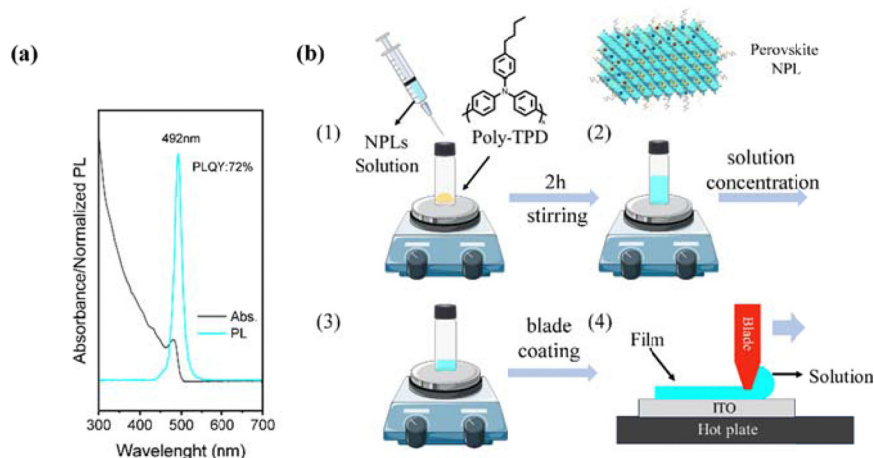 (a)
Absorbance/Normalized PL
492nm
PLQY:72%
Abs.
PL
300 400 500 600 700
Wavelenght (nm)
(b)
Perovskite
NPL
(1)
NPLs
Solution
N
n
Poly-TPD
2h
stirring
(2)
solution
concentration
(3)
blade
coating
(4)
Film
Blade
Solution
ITO
Hot plate